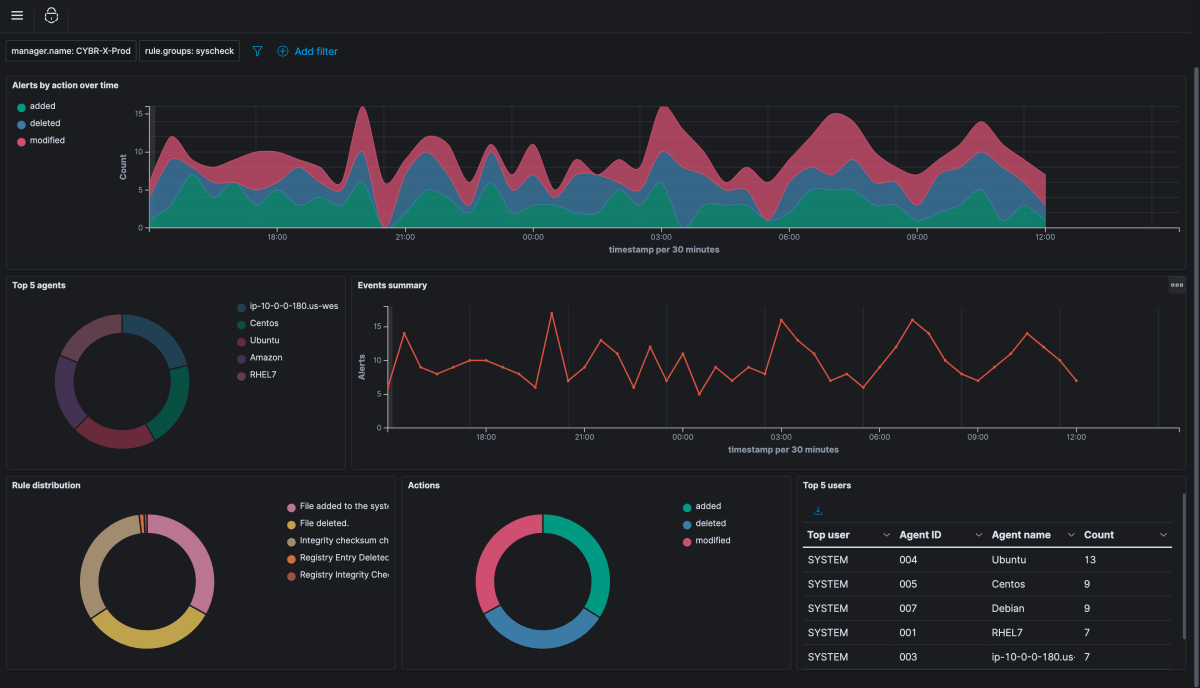 manager.name: CYBR-X-Prod rule.groups: syscheck Add filter
Alerts by action over time
added
deleted
modified
Count
15
10
5
0
18:00 21:00 00:00 03:00 06:00 09:00 12:00
timestamp per 30 minutes
Top 5 agents
ip-10-0-0-180.us-wes
Centos
Ubuntu
Amazon
RHEL7
Events summary
Alerts
15
10
5
0
18:00 21:00 00:00 03:00 06:00 09:00 12:00
timestamp per 30 minutes
Rule distribution
File added to the syste
File deleted.
Integrity checksum ch
Registry Entry Deleted
Registry Integrity Chec
Actions
added
deleted
modified
Top 5 users
Top user Agent ID Agent name Count
SYSTEM 004 Ubuntu 13
SYSTEM 005 Centos 9
SYSTEM 007 Debian 9
SYSTEM 001 RHEL7 7
SYSTEM 003 ip-10-0-0-180.us- 7